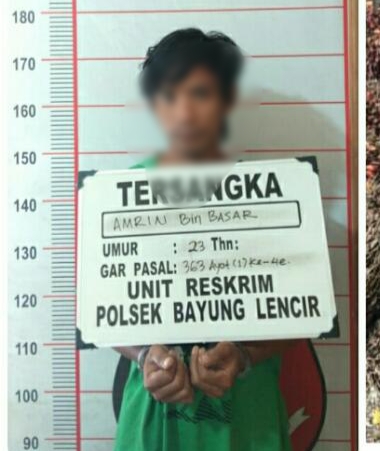 180
170
160
150
140
130
120
110
100
90
TERSANGKA
AMRIN Bin BASAR
UMUR : 23 Thn:
GAR PASAL: 363 Ayat (1) Ke-4e.
UNIT RESKRIM
POLSEK BAYUNG LENCIR